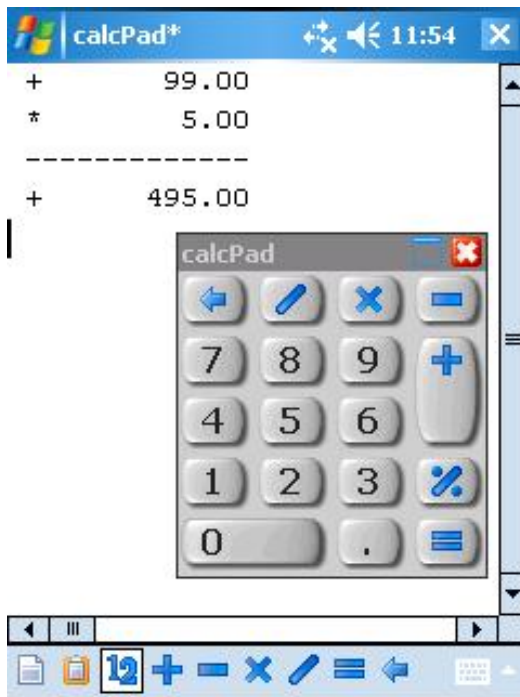 calcPad* 11:54
+ 99.00
* 5.00
-------------
+ 495.00
calcPad
7 8 9
4 5 6
1 2 3 %
0 . =
12